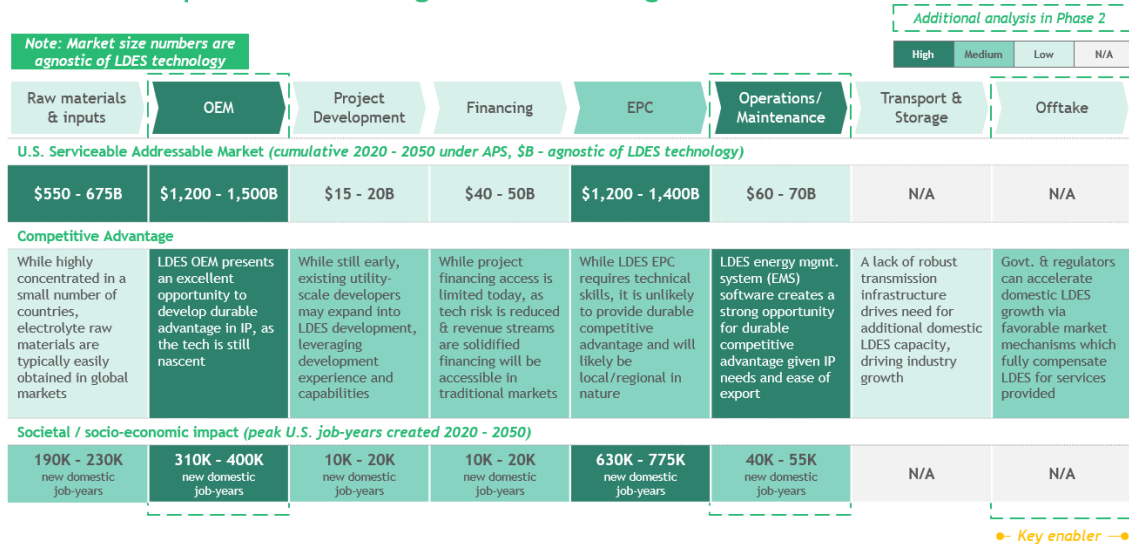 Additional analysis in Phase 2
Note: Market size numbers are
agnostic of LDES technology
High
Medium
Low
N/A
Raw materials
& inputs
OEM
Project
Development
Financing
EPC
Operations/
Maintenance
Transport &
Storage
Offtake
U.S. Serviceable Addressable Market (cumulative 2020 - 2050 under APS, $B - agnostic of LDES technology)
$550 - 675B
$1,200 - 1,500B
$15 - 20B
$40 - 50B
$1,200 - 1,400B
$60 - 70B
N/A
N/A
Competitive Advantage
While highly
concentrated in a
small number of
countries,
electrolyte raw
materials are
typically easily
obtained in global
markets
LDES OEM presents
an excellent
opportunity to
develop durable
advantage in IP, as
the tech is still
nascent
While still early,
existing utility-
scale developers
may expand into
LDES development,
leveraging
development
experience and
capabilities
While project
financing access is
limited today, as
tech risk is reduced
& revenue streams
are solidified
financing will be
accessible in
traditional markets
While LDES EPC
requires technical
skills, it is unlikely
to provide durable
competitive
advantage and will
likely be
local/regional in
nature
LDES energy mgmt.
system (EMS)
software creates a
strong opportunity
for durable
competitive
advantage given IP
needs and ease of
export
A lack of robust
transmission
infrastructure
drives need for
additional domestic
LDES capacity,
driving industry
growth
Govt. & regulators
can accelerate
domestic LDES
growth via
favorable market
mechanisms which
fully compensate
LDES for services
provided
Societal / socio-economic impact (peak U.S. job-years created 2020 - 2050)
190K - 230K
new domestic
job-years
310K - 400K
new domestic
job-years
10K - 20K
new domestic
job-years
10K - 20K
new domestic
job-years
630K - 775K
new domestic
job-years
40K - 55K
new domestic
job-years
N/A
N/A
Key enabler